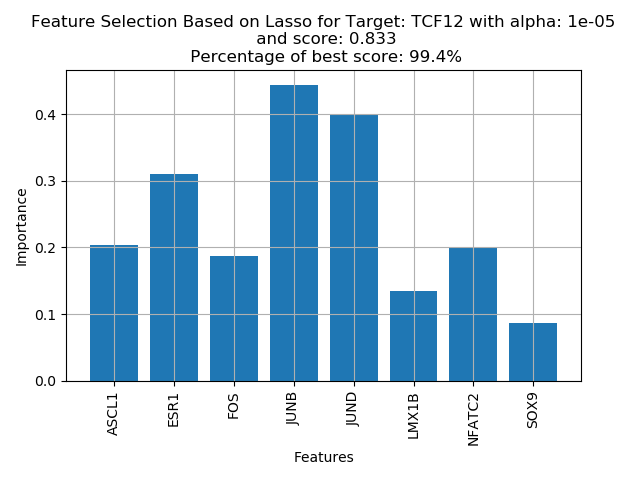 Feature Selection Based on Lasso for Target: TCF12 with alpha: 1e-05
and score: 0.833
Percentage of best score: 99.4%
Importance
0.4
0.3
0.2
0.1
0.0
ASCL1
ESR1
FOS
JUNB
JUND
LMX1B
NFATC2
SOX9
Features